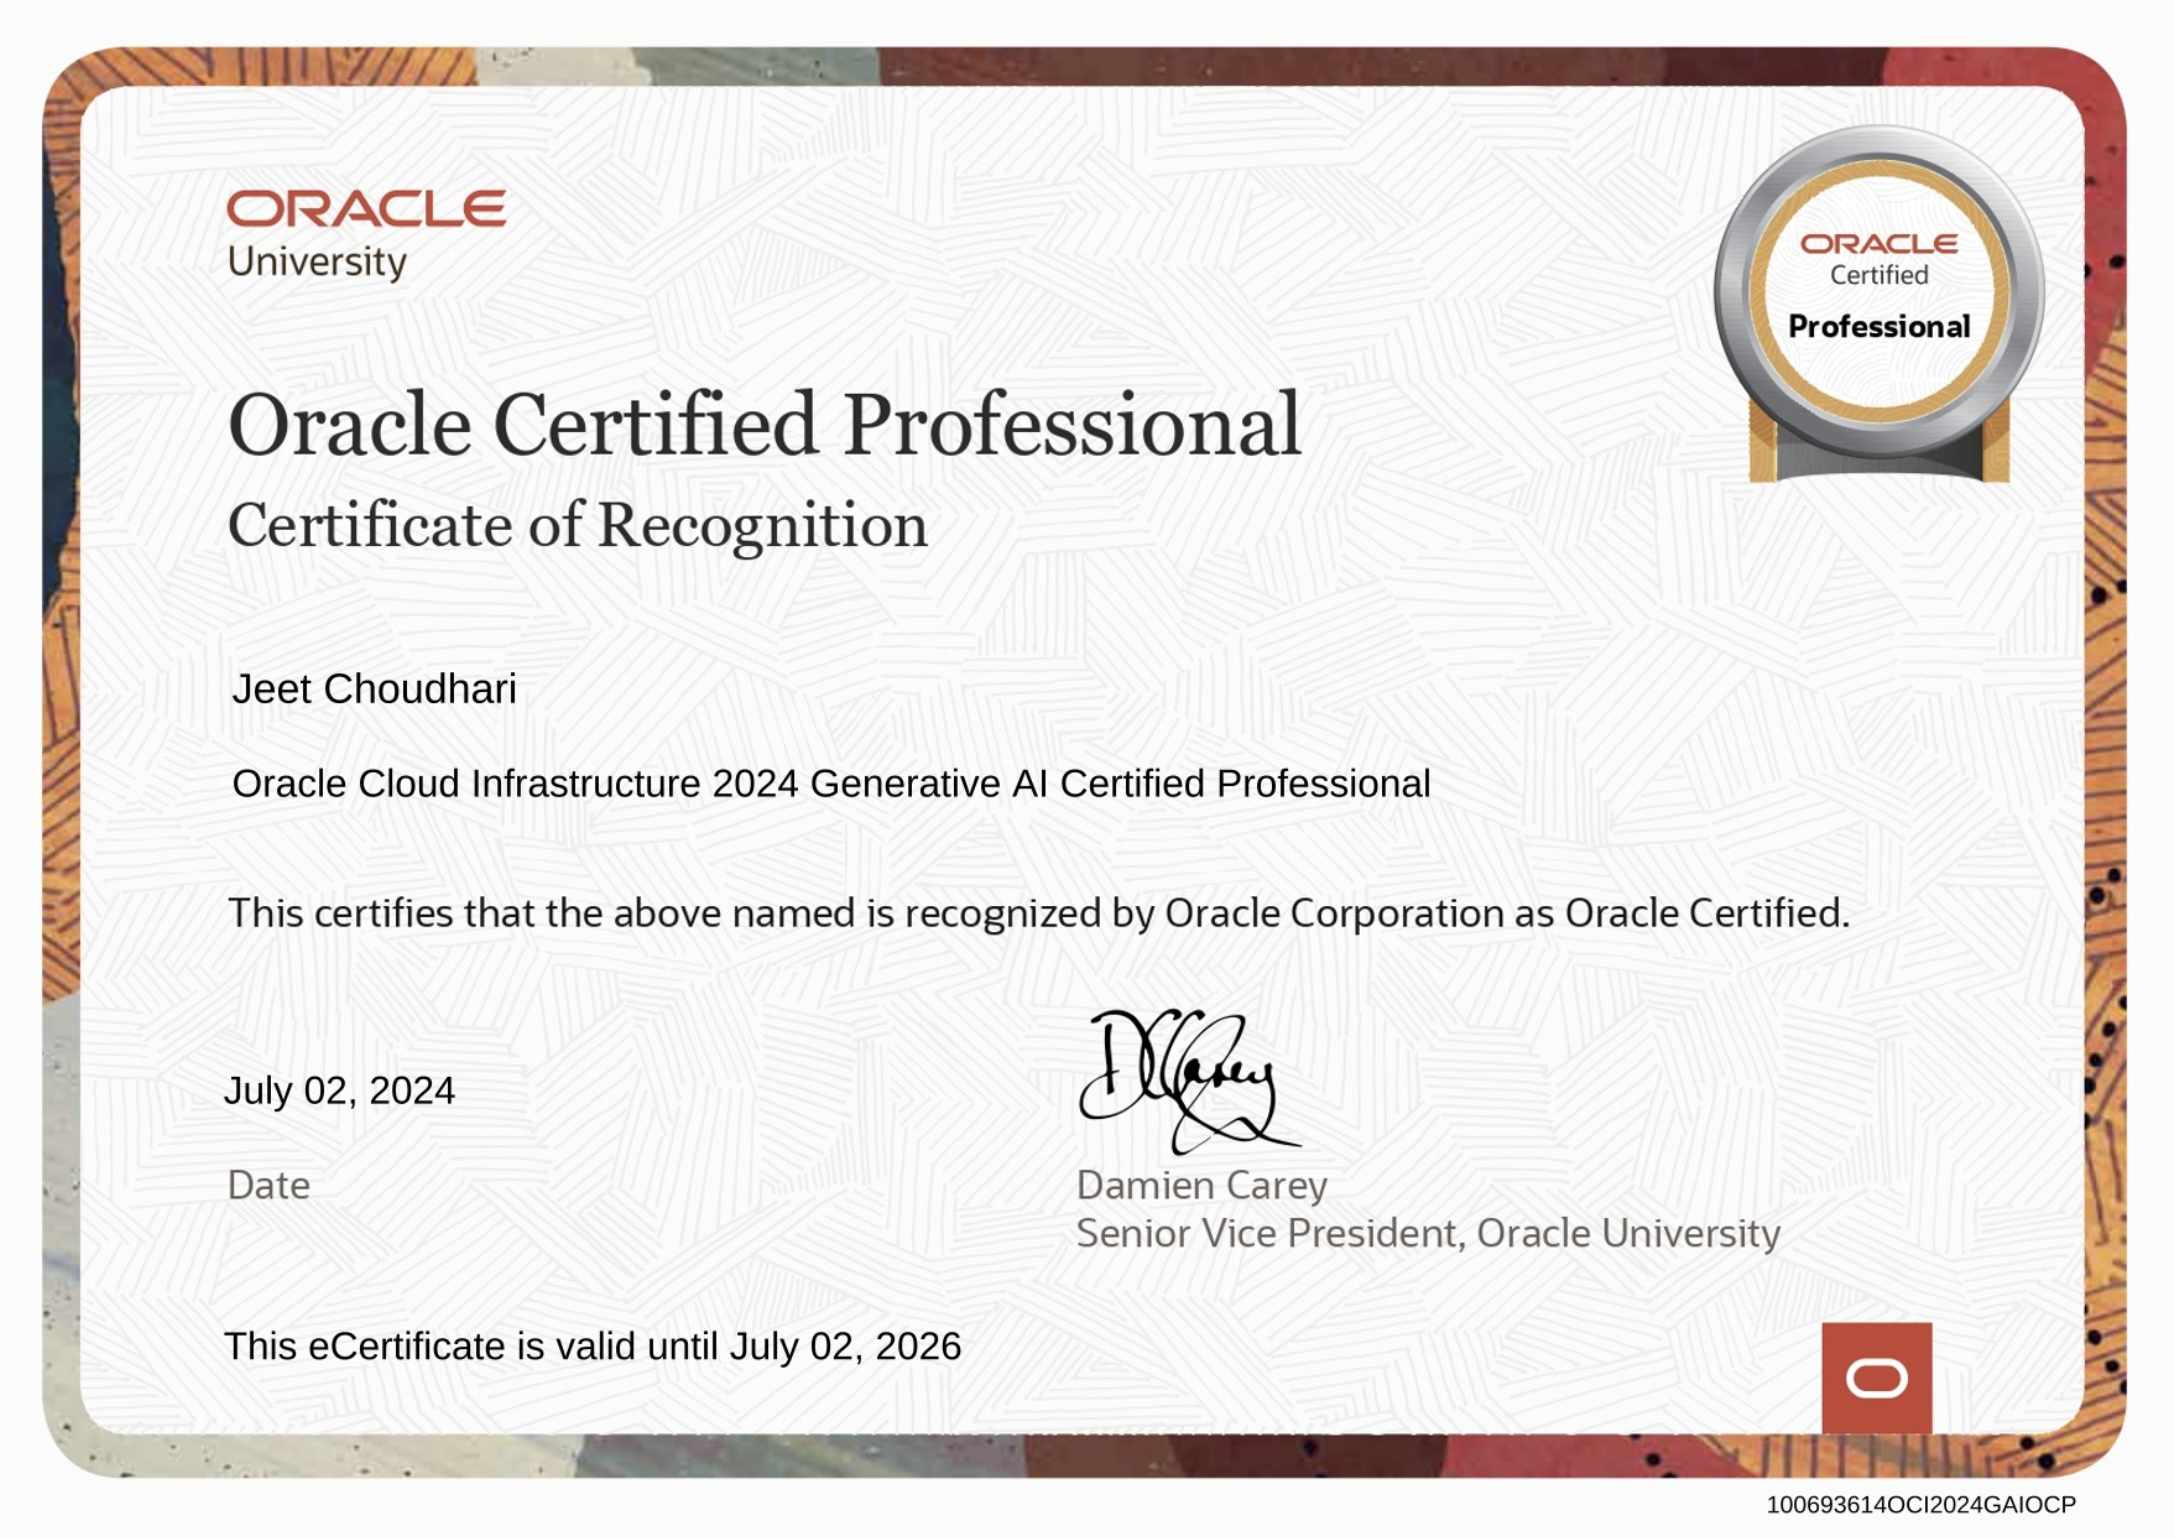 ORACLE
University
ORACLE
Certified
Professional
Oracle Certified Professional
Certificate of Recognition
Jeet Choudhari
Oracle Cloud Infrastructure 2024 Generative AI Certified Professional
This certifies that the above named is recognized by Oracle Corporation as Oracle Certified.
DCCarey
July 02, 2024
Date
Damien Carey
Senior Vice President, Oracle University
This eCertificate is valid until July 02, 2026
100693614OCI2024GAIOCP